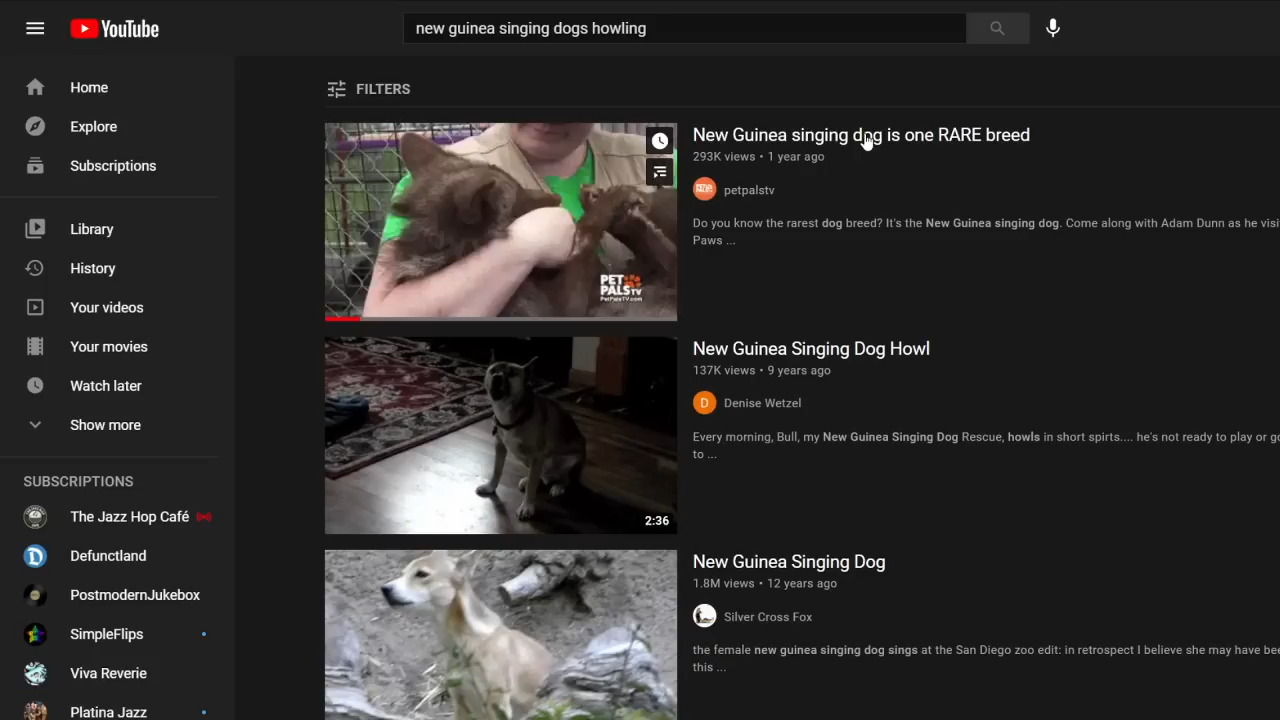 YouTube
new guinea singing dogs howling
Home
Explore
Subscriptions
Library
History
Your videos
Your movies
Watch later
Show more
SUBSCRIPTIONS
The Jazz Hop Café
Defunctland
PostmodernJukebox
SimpleFlips
Viva Reverie
Platina Jazz
FILTERS
PET
PALSTV
PetPalsTV.com
New Guinea singing dog is one RARE breed
293K views • 1 year ago
petpalstv
Do you know the rarest dog breed? It's the New Guinea singing dog. Come along with Adam Dunn as he visi
Paws ...
2:36
New Guinea Singing Dog Howl
137K views • 9 years ago
D
Denise Wetzel
Every morning, Bull, my New Guinea Singing Dog Rescue, howls in short spirts.... he's not ready to play or go
to ...
New Guinea Singing Dog
1.8M views • 12 years ago
Silver Cross Fox
the female new guinea singing dog sings at the San Diego zoo edit: in retrospect I believe she may have bee
this ...